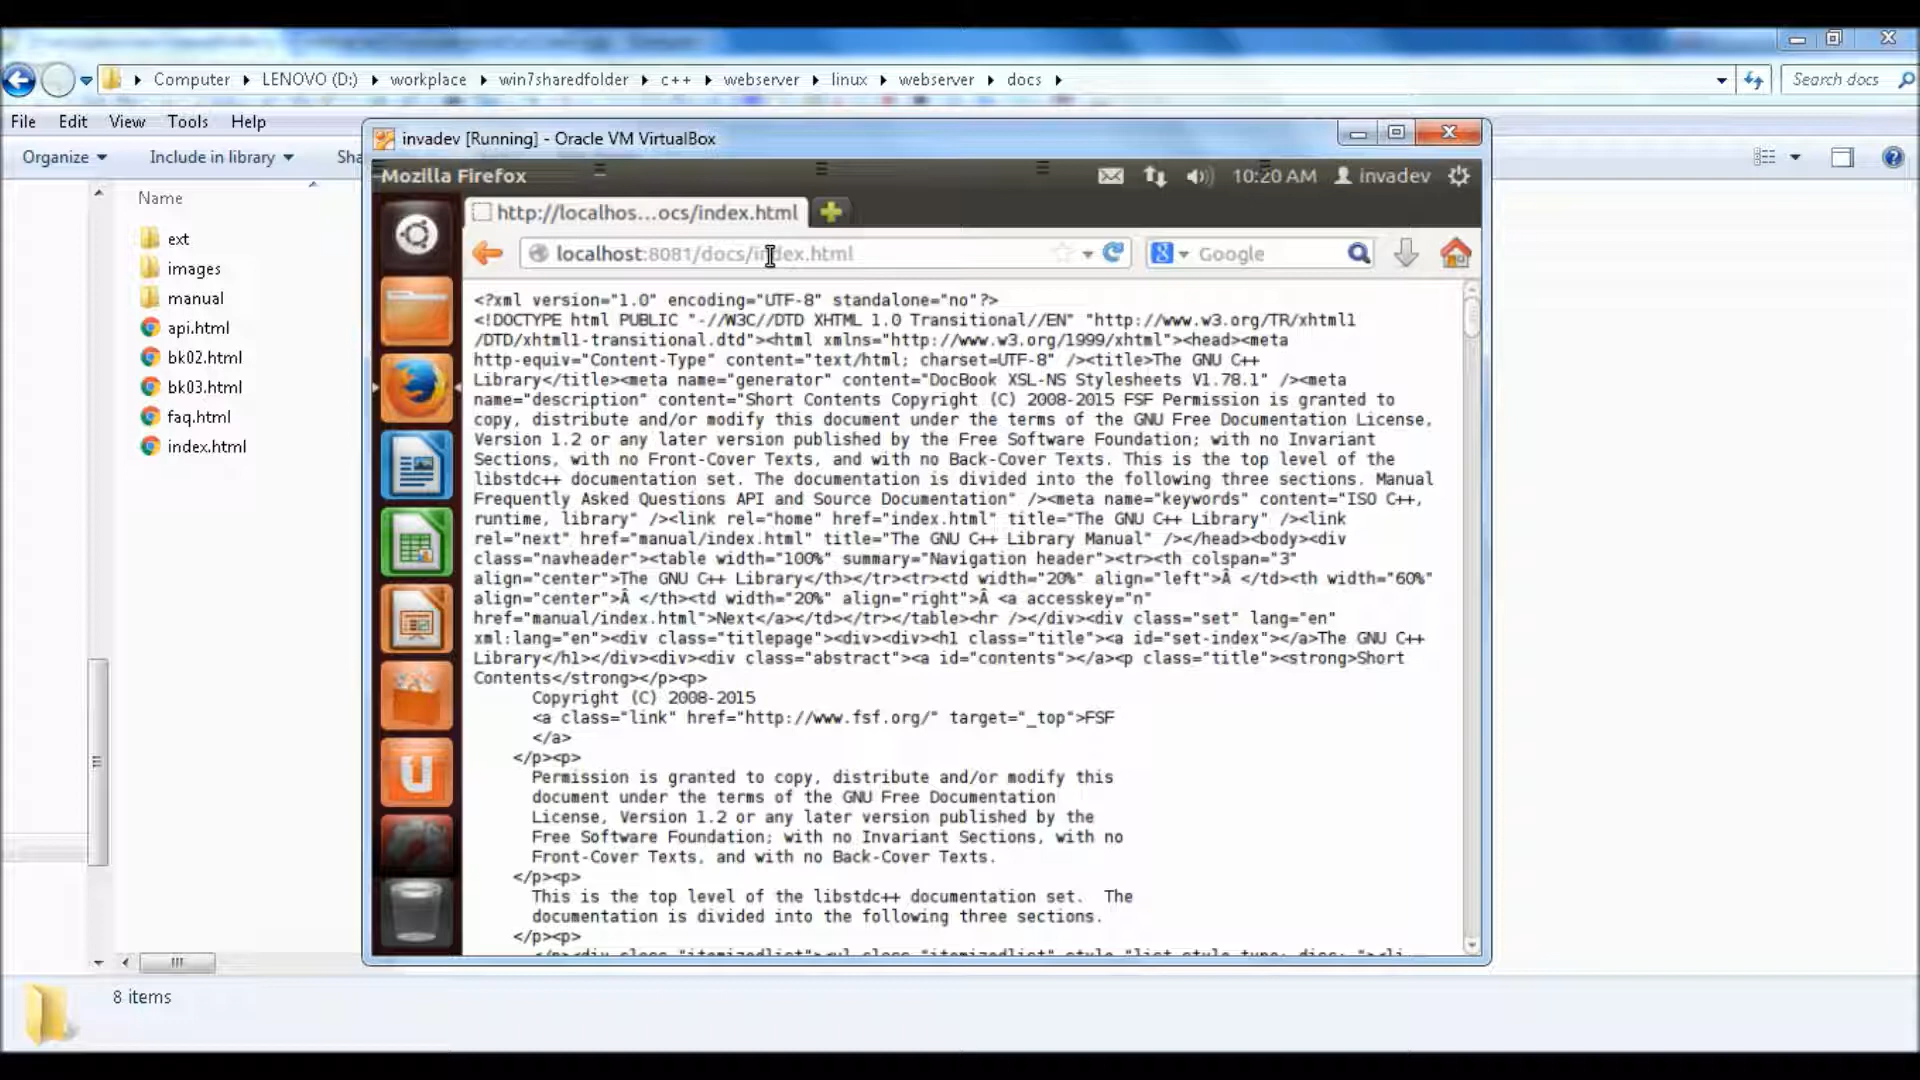 Computer LENOVO (D:) workplace win7sharedfolder c++ webserver linux webserver docs
Search docs
File Edit View Tools Help
Organize Include in library Sha
Name
ext
images
manual
api.html
bk02.html
bk03.html
faq.html
index.html
invadev [Running] - Oracle VM VirtualBox
Mozilla Firefox
10:20 AM invadev
http://localhos...ocs/index.html
localhost:8081/docs/index.html
Google
<?xml version="1.0" encoding="UTF-8" standalone="no"?>
<!DOCTYPE html PUBLIC "-//W3C//DTD XHTML 1.0 Transitional//EN" "http://www.w3.org/TR/xhtml1
/DTD/xhtml1-transitional.dtd"><html xmlns="http://www.w3.org/1999/xhtml"><head><meta
http-equiv="Content-Type" content="text/html; charset=UTF-8" /><title>The GNU C++
Library</title><meta name="generator" content="DocBook XSL-NS Stylesheets V1.78.1" /><meta
name="description" content="Short Contents Copyright (C) 2008-2015 FSF Permission is granted to
copy, distribute and/or modify this document under the terms of the GNU Free Documentation License,
Version 1.2 or any later version published by the Free Software Foundation; with no Invariant
Sections, with no Front-Cover Texts, and with no Back-Cover Texts. This is the top level of the
libstdc++ documentation set. The documentation is divided into the following three sections. Manual
Frequently Asked Questions API and Source Documentation" /><meta name="keywords" content="ISO C++,
runtime, library" /><link rel="home" href="index.html" title="The GNU C++ Library" /><link
rel="next" href="manual/index.html" title="The GNU C++ Library Manual" /></head><body><div
class="navheader"><table width="100%" summary="Navigation header"><tr><th colspan="3"
align="center">The GNU C++ Library</th></tr><tr><td width="20%" align="left">Â </td><th width="60%"
align="center">Â </th><td width="20%" align="right">Â <a accesskey="n"
href="manual/index.html">Next</a></td></tr></table><hr /></div><div class="set" lang="en"
xml:lang="en"><div class="titlepage"><div><div><h1 class="title"><a id="set-index"></a>The GNU C++
Library</h1></div><div><div class="abstract"><a id="contents"></a><p class="title"><strong>Short
Contents</strong></p><p>
Copyright (C) 2008-2015
<a class="link" href="http://www.fsf.org/" target="_top">FSF
</a>
</p><p>
Permission is granted to copy, distribute and/or modify this
document under the terms of the GNU Free Documentation
License, Version 1.2 or any later version published by the
Free Software Foundation; with no Invariant Sections, with no
Front-Cover Texts, and with no Back-Cover Texts.
</p><p>
This is the top level of the libstdc++ documentation set. The
documentation is divided into the following three sections.
</p><p>
</p><div class="itemizedlist"><ul class="itemizedlist" style="list-style-type: disc; "><li
8 items